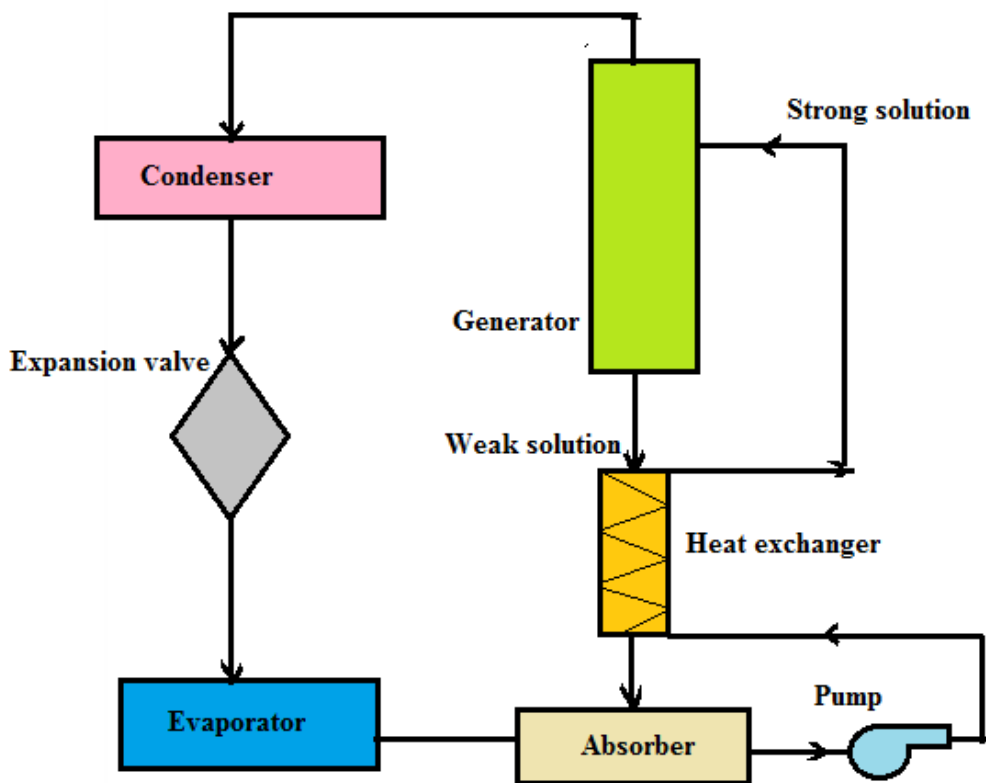 Strong solution
Condenser
Generator
Expansion valve
Weak solution
Heat exchanger
Pump
Evaporator
Absorber